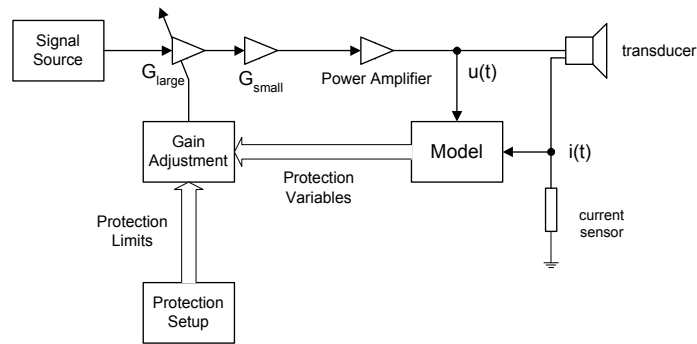 Signal
Source
G_large
G_small
Power Amplifier
u(t)
transducer
Gain
Adjustment
Model
i(t)
Protection
Variables
Protection
Limits
current
sensor
Protection
Setup